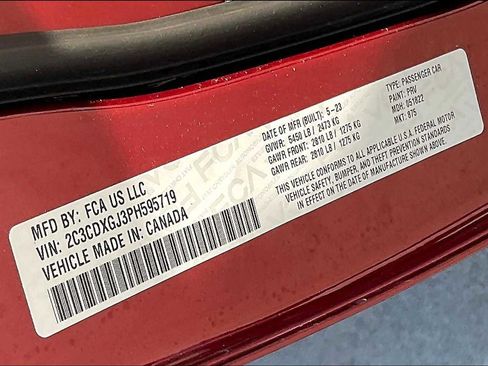 MFD BY: FCA US LLC
VIN: 2C3CDXGJ3PH595719
VEHICLE MADE IN: CANADA
DATE OF MFR (BUILT): 5-23
GVWR: 5450 LB / 2473 KG
GAWR FRONT: 2810 LB / 1275 KG
GAWR REAR: 2810 LB / 1275 KG
TYPE: PASSENGER CAR
PAINT: PRV
MDH: 051622
MKT: 875
THIS VEHICLE CONFORMS TO ALL APPLICABLE U.S.A. FEDERAL MOTOR
VEHICLE SAFETY, BUMPER, AND THEFT PREVENTION STANDARDS
IN EFFECT ON THE DATE OF MANUFACTURE SHOWN ABOVE.